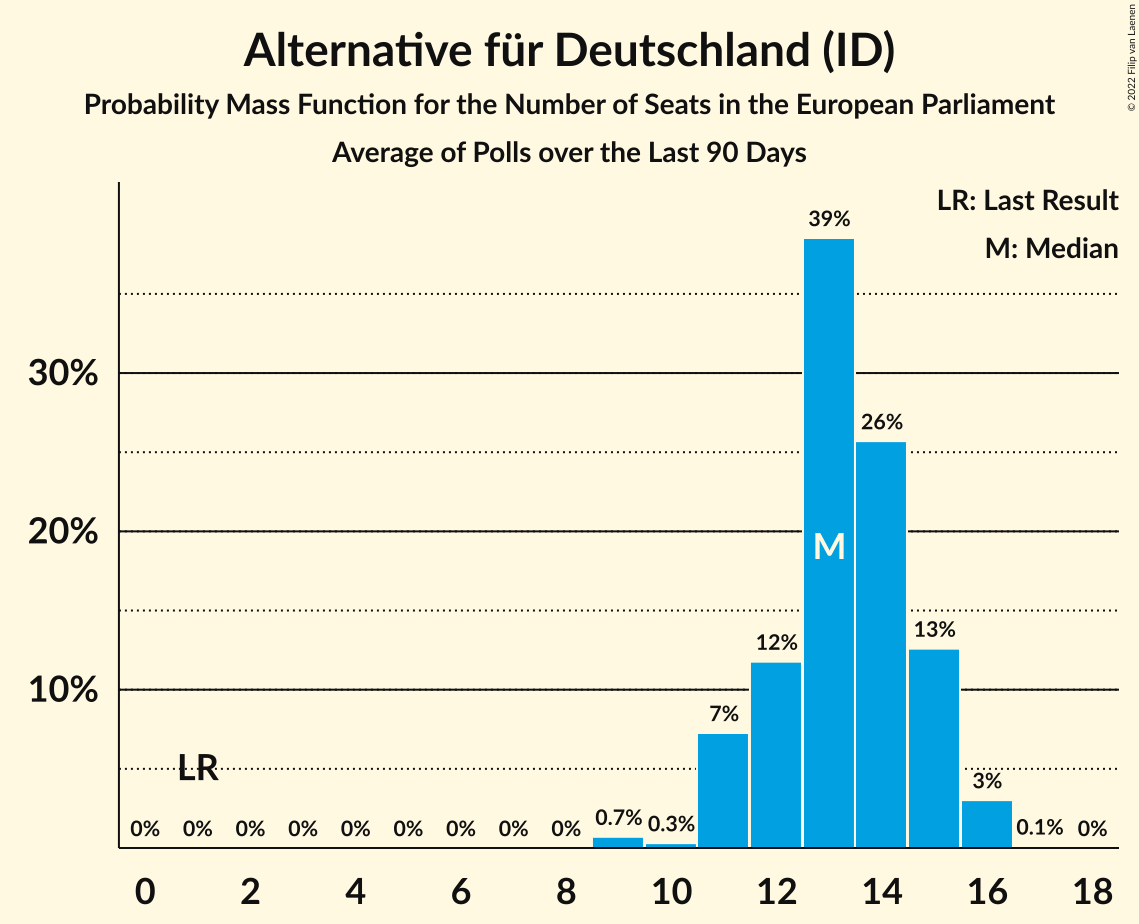 Alternative für Deutschland (ID)
Probability Mass Function for the Number of Seats in the European Parliament
Average of Polls over the Last 90 Days
© 2022 Filip van Laenen
LR: Last Result
M: Median
39%
30%
26%
20%
M
13%
12%
10%
7%
LR
3%
0% 0% 0% 0% 0% 0% 0% 0% 0% 0.7% 0.3% 0.1% 0%
0 2 4 6 8 10 12 14 16 18